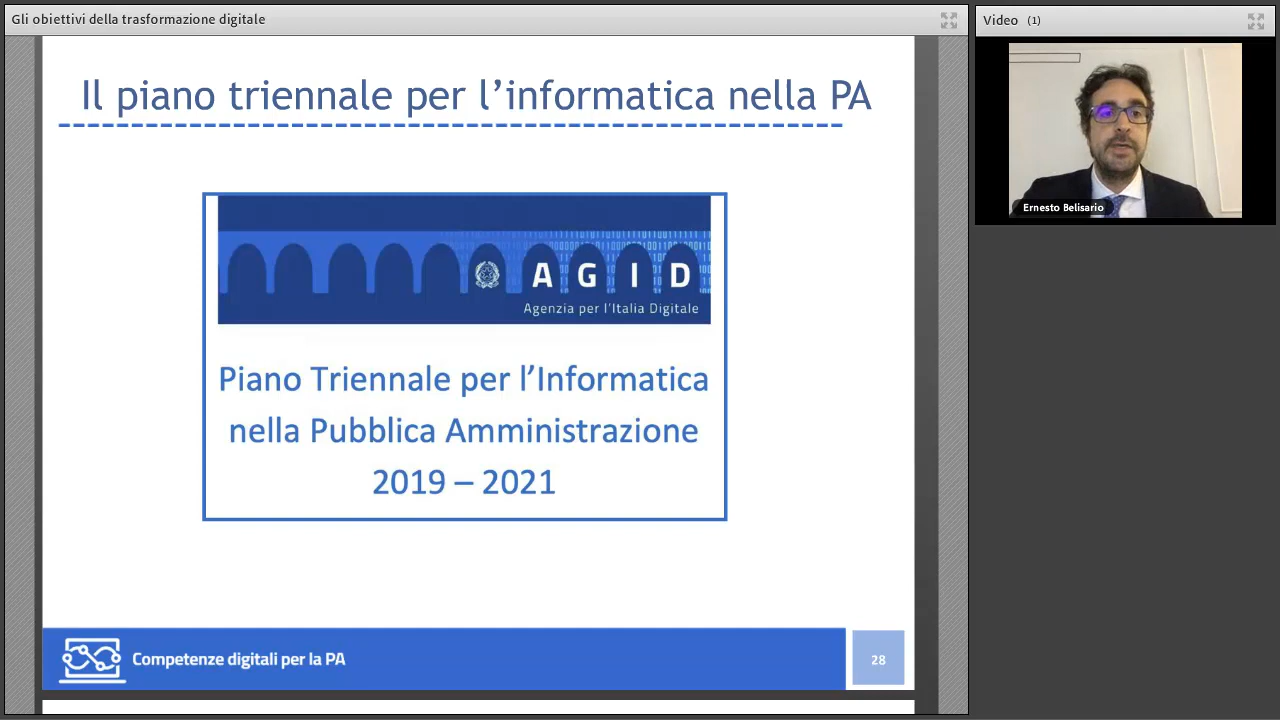 Gli obiettivi della trasformazione digitale
Video (1)
Il piano triennale per l’informatica nella PA
Ernesto Belisario
A G I D
Agenzia per l'Italia Digitale
Piano Triennale per l’Informatica
nella Pubblica Amministrazione
2019 – 2021
Competenze digitali per la PA
28